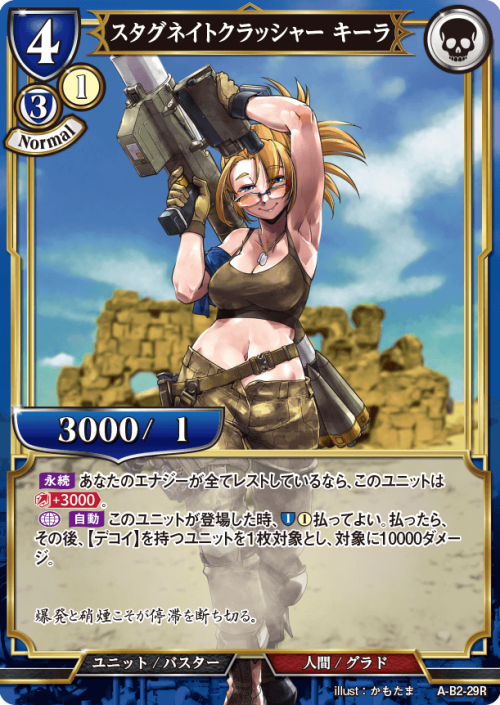 4
スタグネイトクラッシャー キーラ
3
1
Normal
3000/ 1
永続 あなたのエナジーが全てレストしているなら、このユニットは
+3000。
自動 このユニットが登場した時、1 1払ってよい。払ったら、
その後、【デコイ】を持つユニットを1枚対象とし、対象に10000ダメー
ジ。
爆発と硝煙こそが停滞を断ち切る。
ユニット / バスター
人間 / グラド
illust : かもたま
A-B2-29R